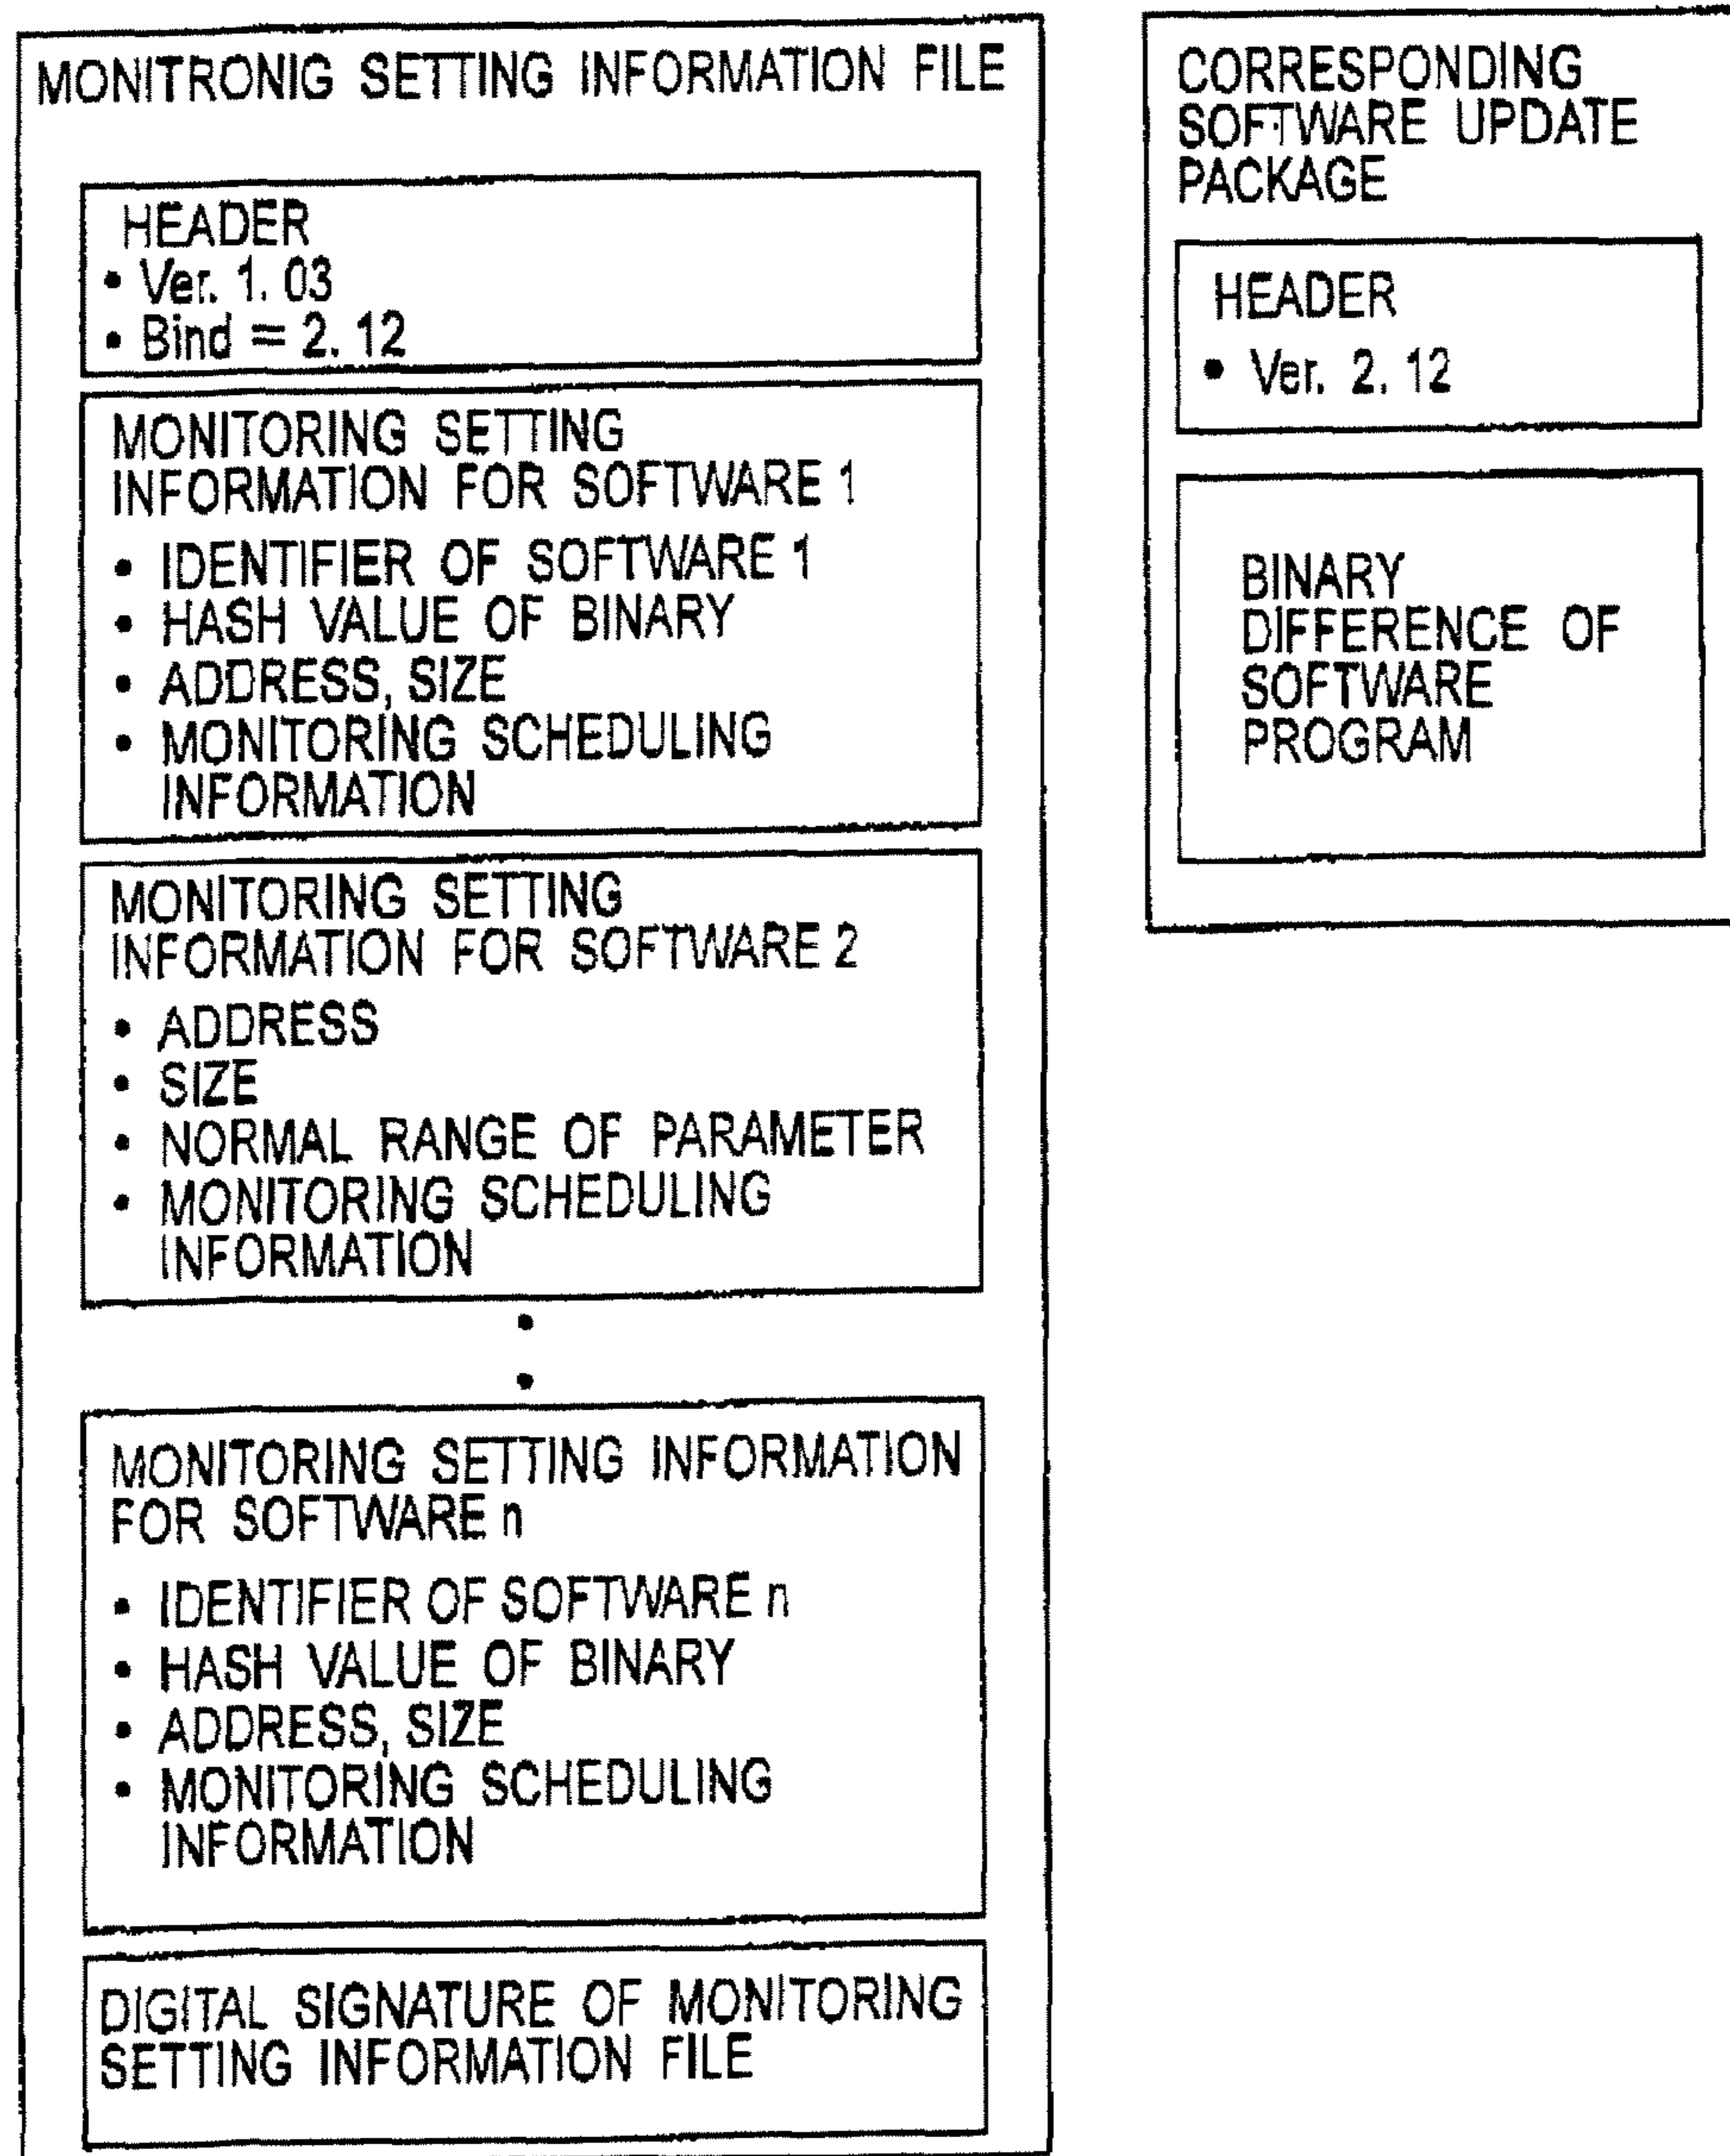 MONITRONIG SETTING INFORMATION FILE
HEADER
• Ver. 1. 03
• Bind = 2. 12
MONITORING SETTING
INFORMATION FOR SOFTWARE 1
• IDENTIFIER OF SOFTWARE 1
• HASH VALUE OF BINARY
• ADDRESS, SIZE
• MONITORING SCHEDULING
INFORMATION
MONITORING SETTING
INFORMATION FOR SOFTWARE 2
• ADDRESS
• SIZE
• NORMAL RANGE OF PARAMETER
• MONITORING SCHEDULING
INFORMATION
MONITORING SETTING INFORMATION
FOR SOFTWARE n
• IDENTIFIER OF SOFTWARE n
• HASH VALUE OF BINARY
• ADDRESS, SIZE
• MONITORING SCHEDULING
INFORMATION
DIGITAL SIGNATURE OF MONITORING
SETTING INFORMATION FILE
CORRESPONDING
SOFTWARE UPDATE
PACKAGE
HEADER
• Ver. 2. 12
BINARY
DIFFERENCE OF
SOFTWARE
PROGRAM